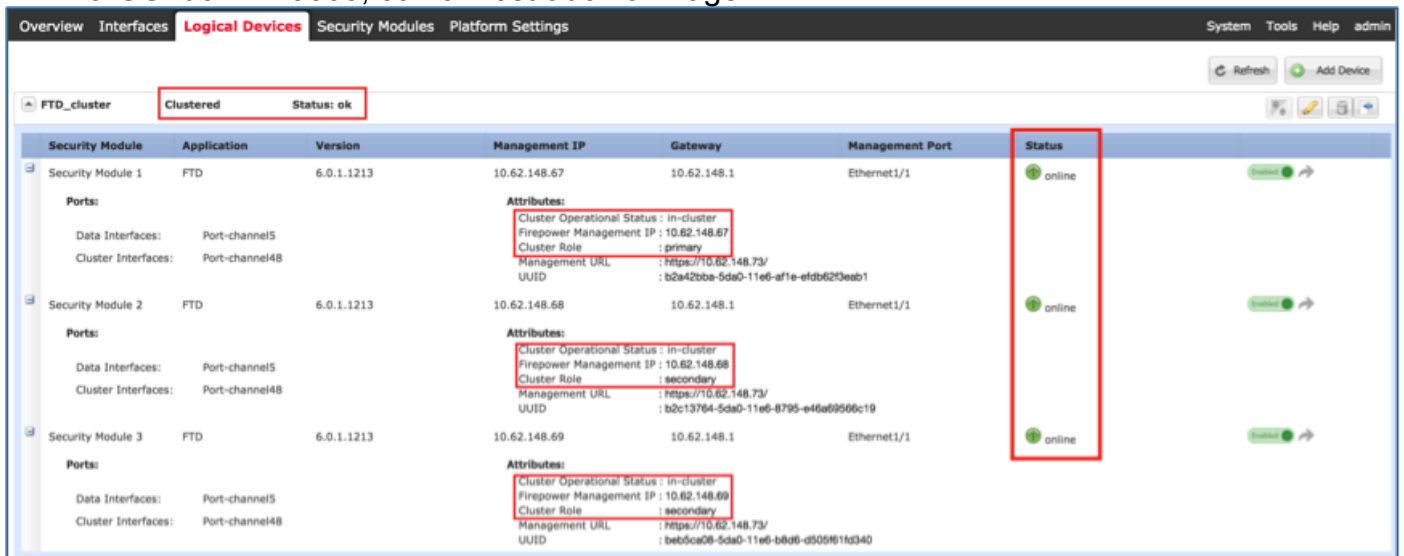 Overview Interfaces Logical Devices Security Modules Platform Settings System Tools Help admin
Refresh Add Device
FTD_cluster Clustered Status: ok
Security Module Application Version Management IP Gateway Management Port Status
Security Module 1 FTD 6.0.1.1213 10.62.148.67 10.62.148.1 Ethernet1/1 online Enabled
Ports: Attributes:
Cluster Operational Status : in-cluster
Data Interfaces: Port-channel5 Firepower Management IP : 10.62.148.67
Cluster Interfaces: Port-channel48 Cluster Role : primary
Management URL : https://10.62.148.73/
UUID : b2a42bba-5da0-11e6-af1e-efdb62f3eab1
Security Module 2 FTD 6.0.1.1213 10.62.148.68 10.62.148.1 Ethernet1/1 online Enabled
Ports: Attributes:
Cluster Operational Status : in-cluster
Data Interfaces: Port-channel5 Firepower Management IP : 10.62.148.68
Cluster Interfaces: Port-channel48 Cluster Role : secondary
Management URL : https://10.62.148.73/
UUID : b2c13764-5da0-11e6-8795-e46a69566c19
Security Module 3 FTD 6.0.1.1213 10.62.148.69 10.62.148.1 Ethernet1/1 online Enabled
Ports: Attributes:
Cluster Operational Status : in-cluster
Data Interfaces: Port-channel5 Firepower Management IP : 10.62.148.69
Cluster Interfaces: Port-channel48 Cluster Role : secondary
Management URL : https://10.62.148.73/
UUID : beb5ca08-5da0-11e6-b8d6-d505f61fd340